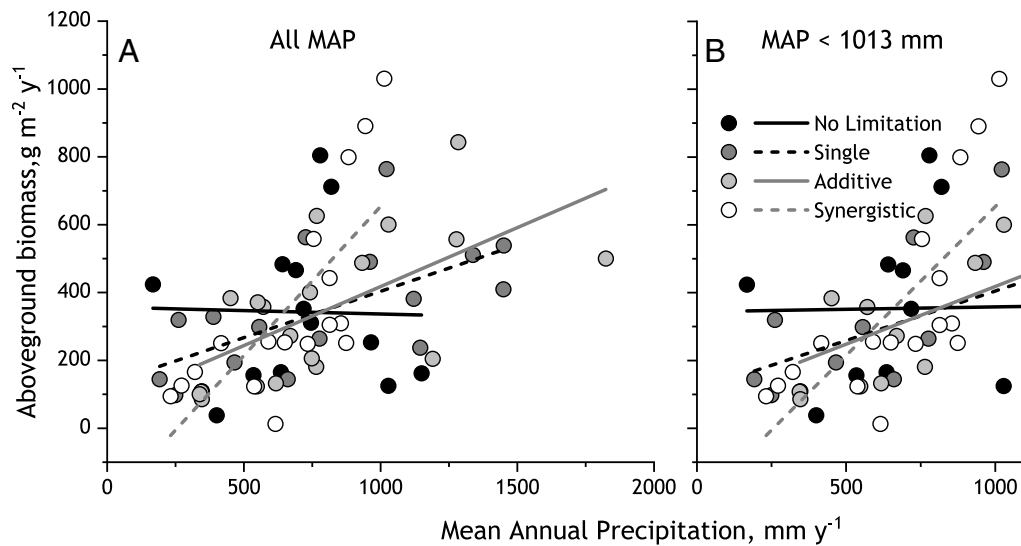 A
All MAP
B
MAP < 1013 mm
Aboveground biomass, g m⁻² y⁻¹
1200
1000
800
600
400
200
0
No Limitation
Single
Additive
Synergistic
0
500
1000
1500
2000
0
500
1000
Mean Annual Precipitation, mm y⁻¹